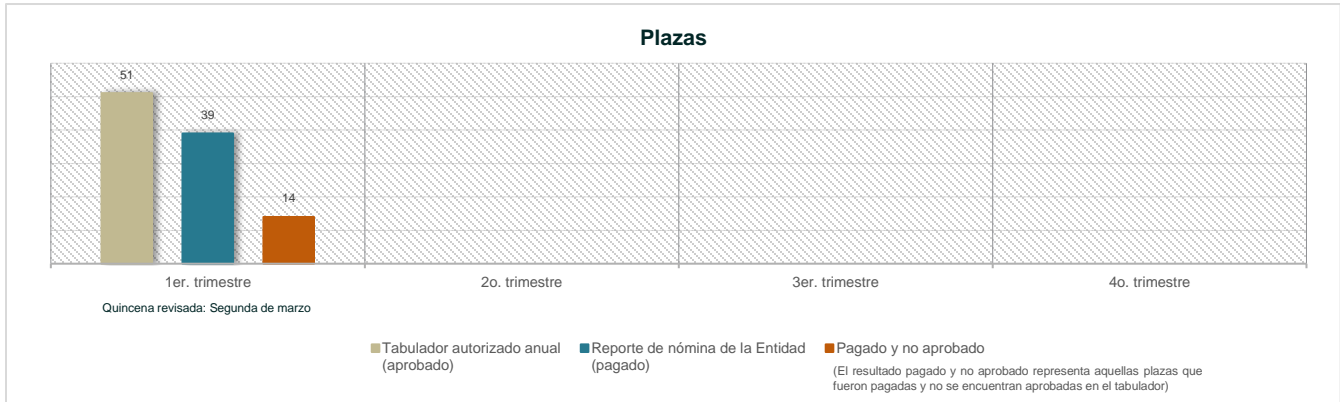 Plazas
51
39
14
1er. trimestre
2o. trimestre
3er. trimestre
4o. trimestre
Quincena revisada: Segunda de marzo
Tabulador autorizado anual
(aprobado)
Reporte de nómina de la Entidad
(pagado)
Pagado y no aprobado
(El resultado pagado y no aprobado representa aquellas plazas que
fueron pagadas y no se encuentran aprobadas en el tabulador)